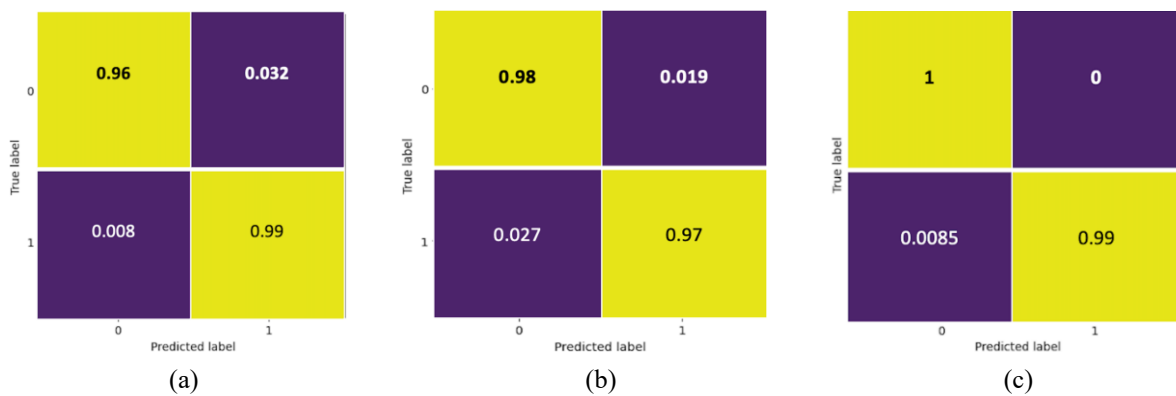 0.96 0.032
0
True label
0.008 0.99
1
0 1
Predicted label
(a)
0.98 0.019
0
True label
0.027 0.97
1
0 1
Predicted label
(b)
1 0
0
True label
0.0085 0.99
1
0 1
Predicted label
(c)